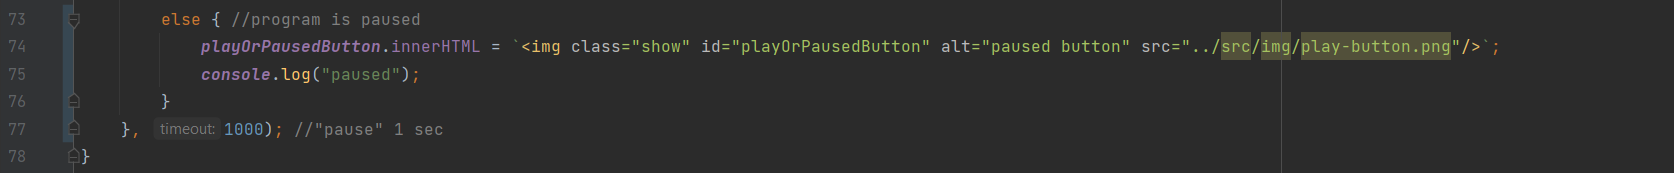 73 else { //program is paused
74 playOrPausedButton.innerHTML = `<img class="show" id="playOrPausedButton" alt="paused button" src="../src/img/play-button.png"/>`;
75 console.log("paused");
76 }
77 }, timeout: 1000); //"pause" 1 sec
78 }